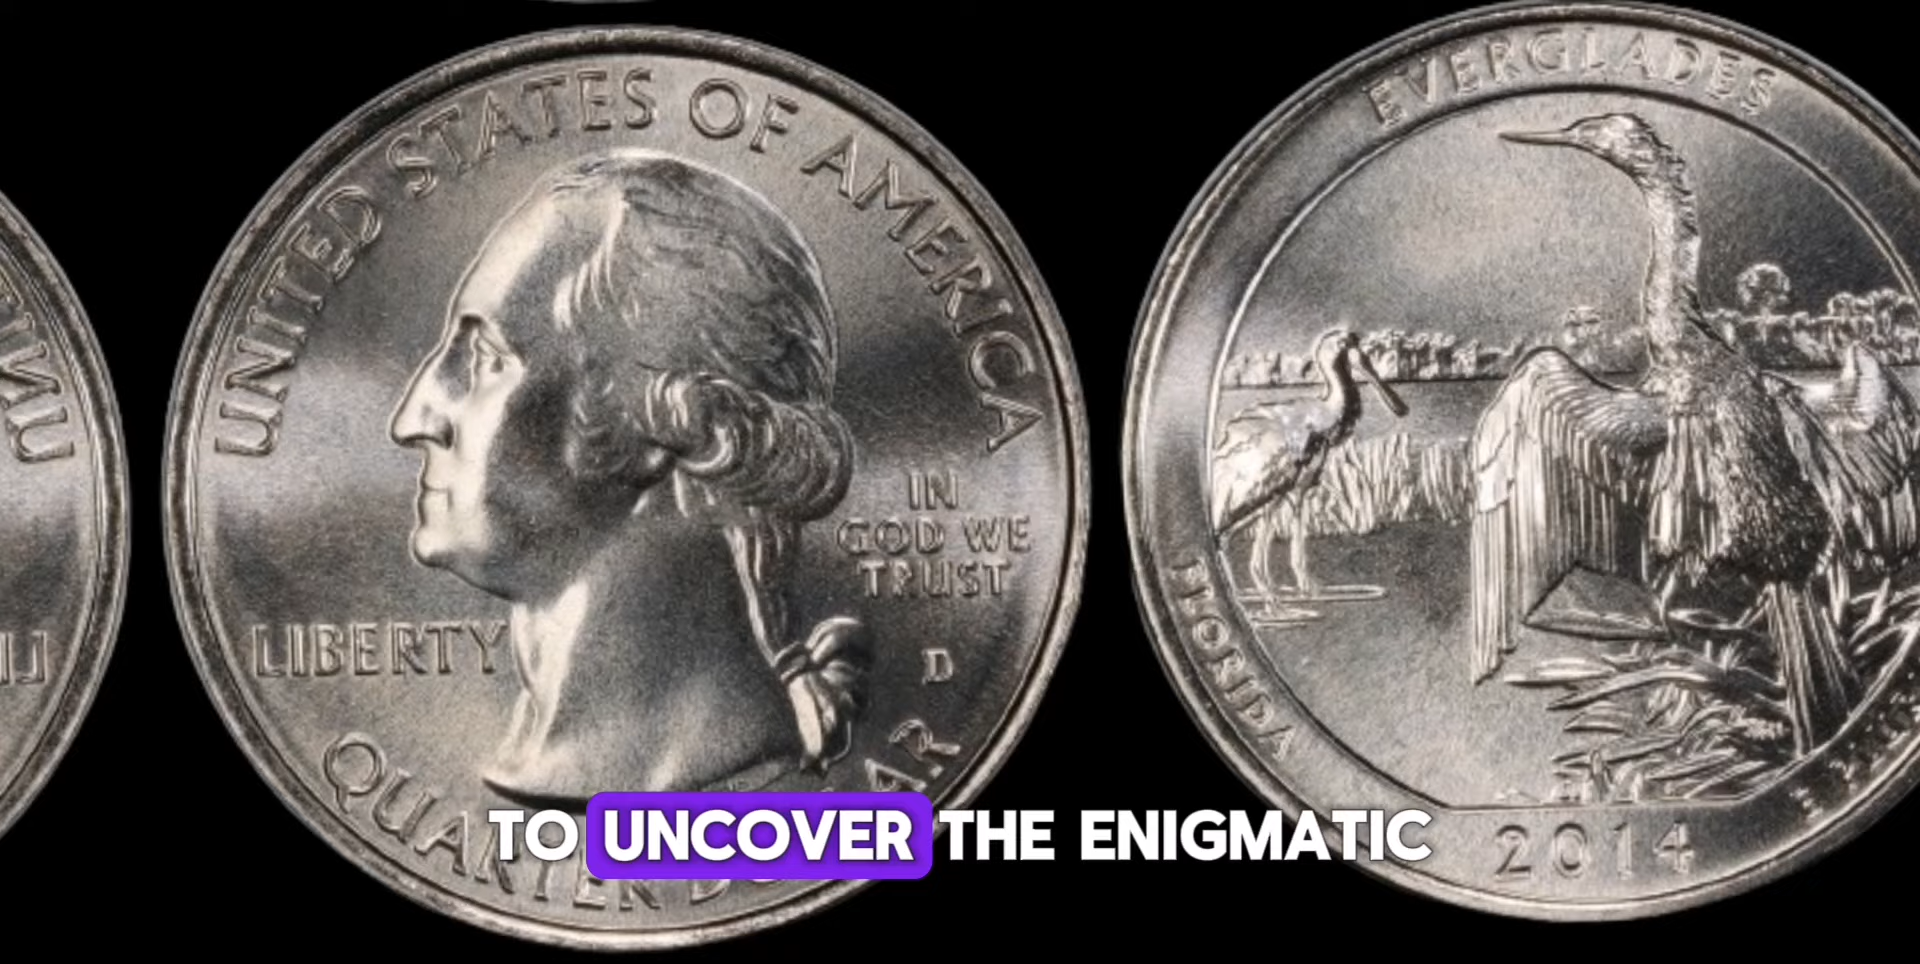 UNITED STATES OF AMERICA
IN
GOD WE
TRUST
LIBERTY
D
QUARTER DOLLAR
EVERGLADES
FLORIDA
2014
TO UNCOVER THE ENIGMATIC